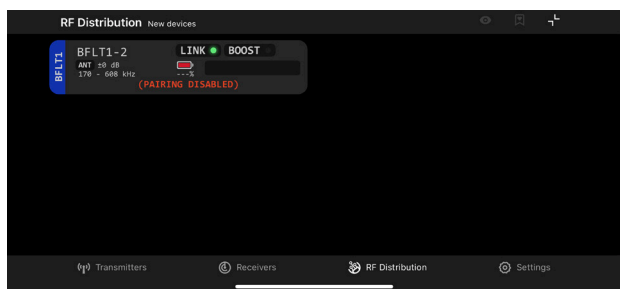 RF Distribution New devices
BFLT1
BFLT1-2 LINK BOOST
ANT ±0 dB
170 - 608 kHz ---%
(PAIRING DISABLED)
Transmitters Receivers RF Distribution Settings